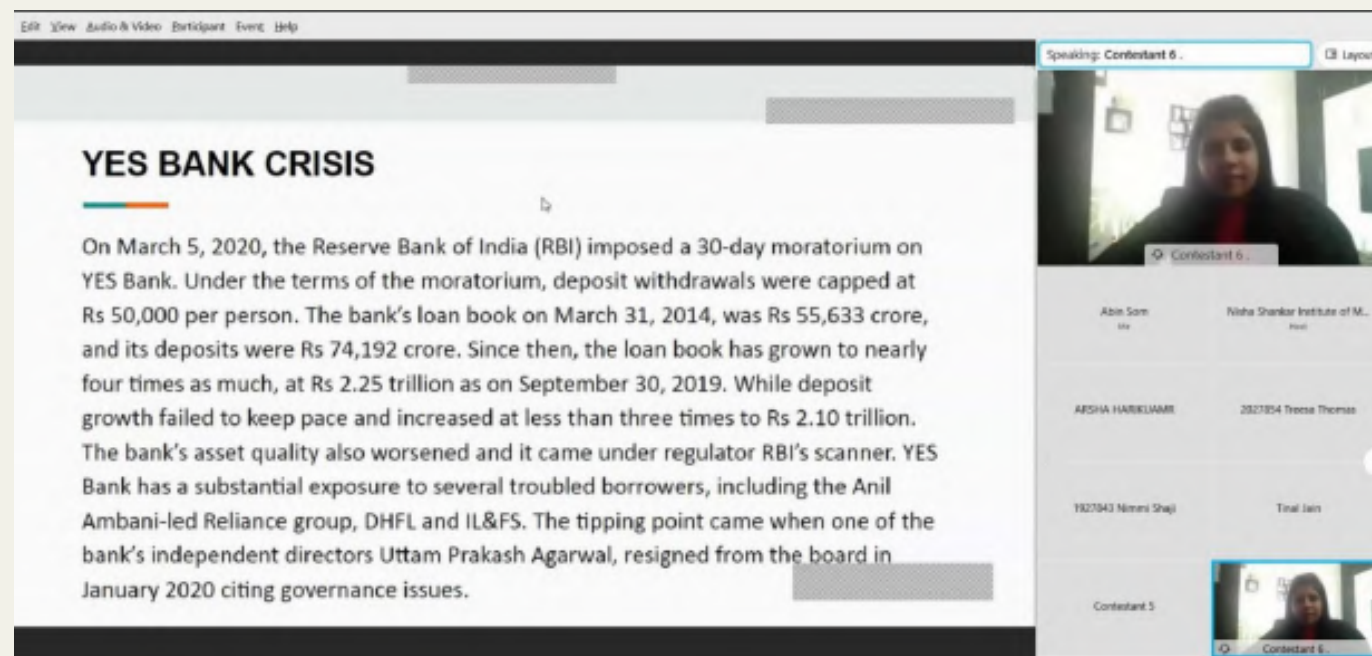 Edit View Audio & Video Participant Event Help
Speaking: Contestant 6 .
Layout
YES BANK CRISIS
On March 5, 2020, the Reserve Bank of India (RBI) imposed a 30-day moratorium on
YES Bank. Under the terms of the moratorium, deposit withdrawals were capped at
Rs 50,000 per person. The bank's loan book on March 31, 2014, was Rs 55,633 crore,
and its deposits were Rs 74,192 crore. Since then, the loan book has grown to nearly
four times as much, at Rs 2.25 trillion as on September 30, 2019. While deposit
growth failed to keep pace and increased at less than three times to Rs 2.10 trillion.
The bank's asset quality also worsened and it came under regulator RBI's scanner. YES
Bank has a substantial exposure to several troubled borrowers, including the Anil
Ambani-led Reliance group, DHFL and IL&FS. The tipping point came when one of the
bank's independent directors Uttam Prakash Agarwal, resigned from the board in
January 2020 citing governance issues.
Contestant 6 .
Abin Som
Me
Nisha Shankar Institute of M...
Host
ARSHA HARIKUAMR
2027854 Treesa Thomas
1927843 Nimmi Shaji
Tinal Jain
Contestant 5
Contestant 6 .